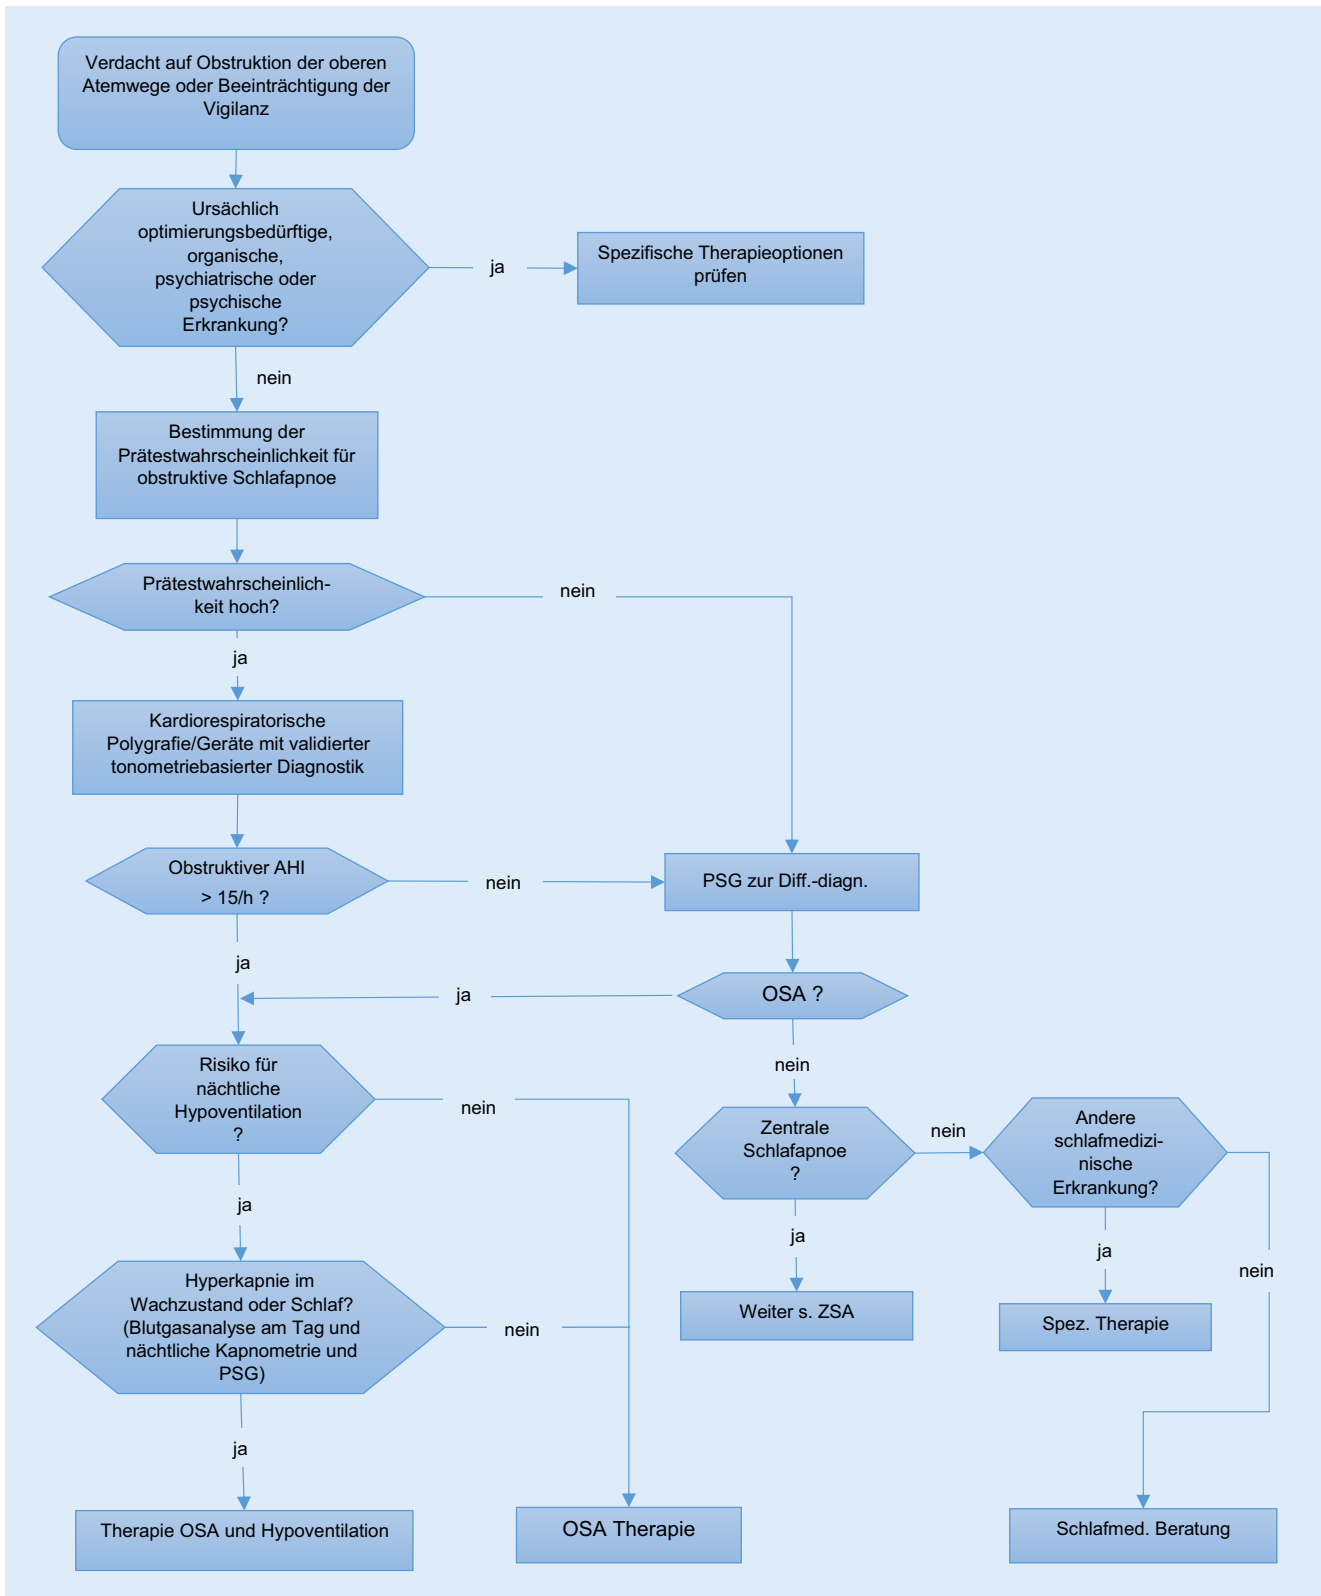 Verdacht auf Obstruktion der oberen
Atemwege oder Beeinträchtigung der
Vigilanz
Ursächlich
optimierungsbedürftige,
organische,
psychiatrische oder
psychische
Erkrankung?
ja
Spezifische Therapieoptionen
prüfen
nein
Bestimmung der
Prätestwahrscheinlichkeit für
obstruktive Schlafapnoe
Prätestwahrscheinlich-
keit hoch?
nein
ja
Kardiorespiratorische
Polygrafie/Geräte mit validierter
tonometriebasierter Diagnostik
Obstruktiver AHI
> 15/h ?
nein
PSG zur Diff.-diagn.
ja
OSA ?
ja
nein
Risiko für
nächtliche
Hypoventilation
?
nein
Zentrale
Schlafapnoe
?
nein
Andere
schlafmedizi-
nische
Erkrankung?
ja
ja
ja
nein
Hyperkapnie im
Wachzustand oder Schlaf?
(Blutgasanalyse am Tag und
nächtliche Kapnometrie und
PSG)
nein
Weiter s. ZSA
Spez. Therapie
ja
Therapie OSA und Hypoventilation
OSA Therapie
Schlafmed. Beratung